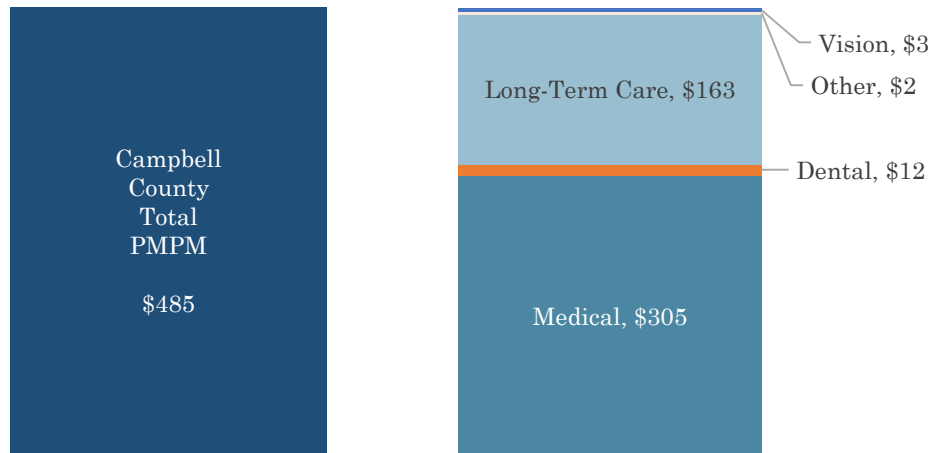 Campbell
County
Total
PMPM
$485
Vision, $3
Other, $2
Long-Term Care, $163
Dental, $12
Medical, $305